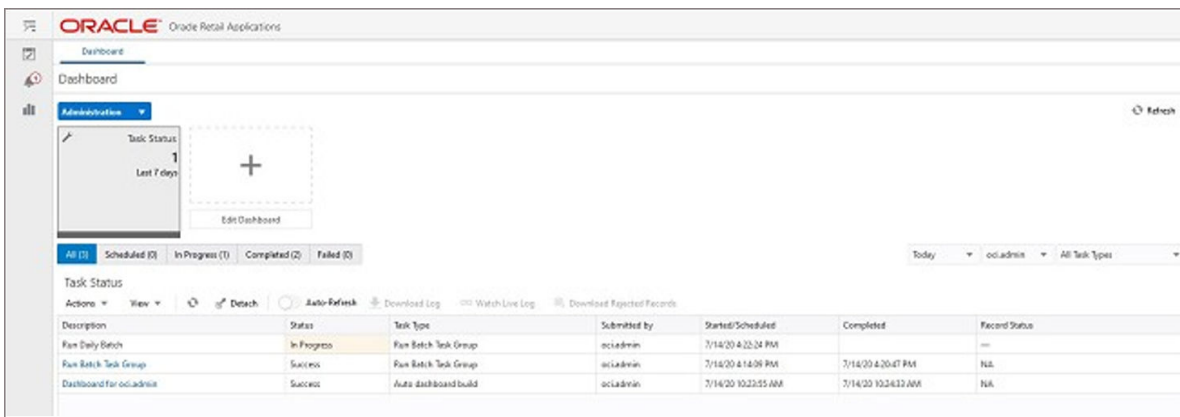 ORACLE Oracle Retail Applications
Dashboard
Dashboard
Administration
Refresh
Task Status
1
Last 7 days
Edit Dashboard
All (3) Scheduled (0) In Progress (1) Completed (2) Failed (0) Today oci.admin All Task Types
Task Status
Actions View Detach Auto-Refresh Download Log Watch Live Log Download Rejected Records
Description Status Task Type Submitted by Started/Scheduled Completed Record Status
Run Daily Batch In Progress Run Batch Task Group oci.admin 7/14/20 4:22:24 PM —
Run Batch Task Group Success Run Batch Task Group oci.admin 7/14/20 4:14:09 PM 7/14/20 4:20:47 PM NA
Dashboard for oci.admin Success Auto dashboard build oci.admin 7/14/20 10:23:55 AM 7/14/20 10:24:33 AM NA